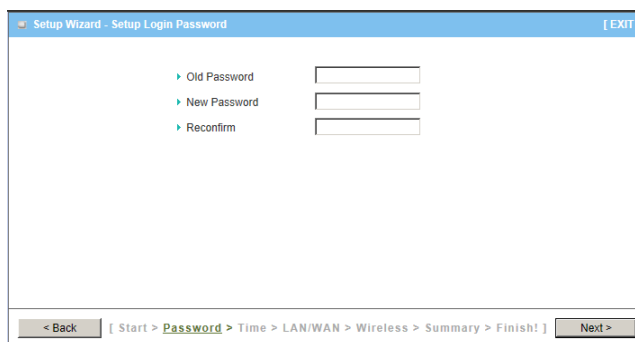 Setup Wizard - Setup Login Password [ EXIT
Old Password
New Password
Reconfirm
< Back [ Start > Password > Time > LAN/WAN > Wireless > Summary > Finish! ] Next >